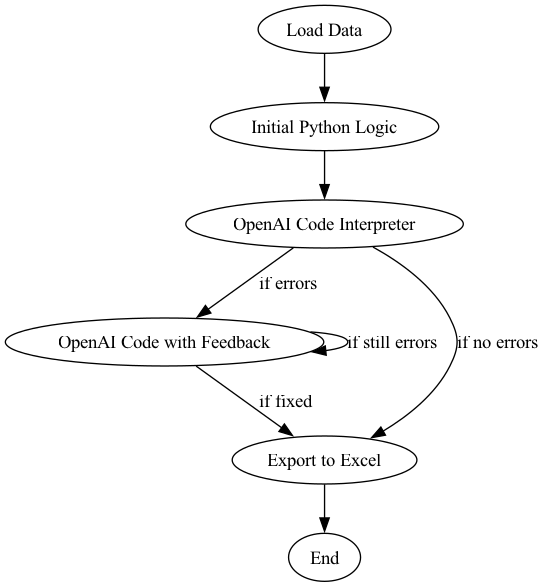 Load Data
Initial Python Logic
OpenAI Code Interpreter
if errors
OpenAI Code with Feedback
if still errors
if no errors
if fixed
Export to Excel
End